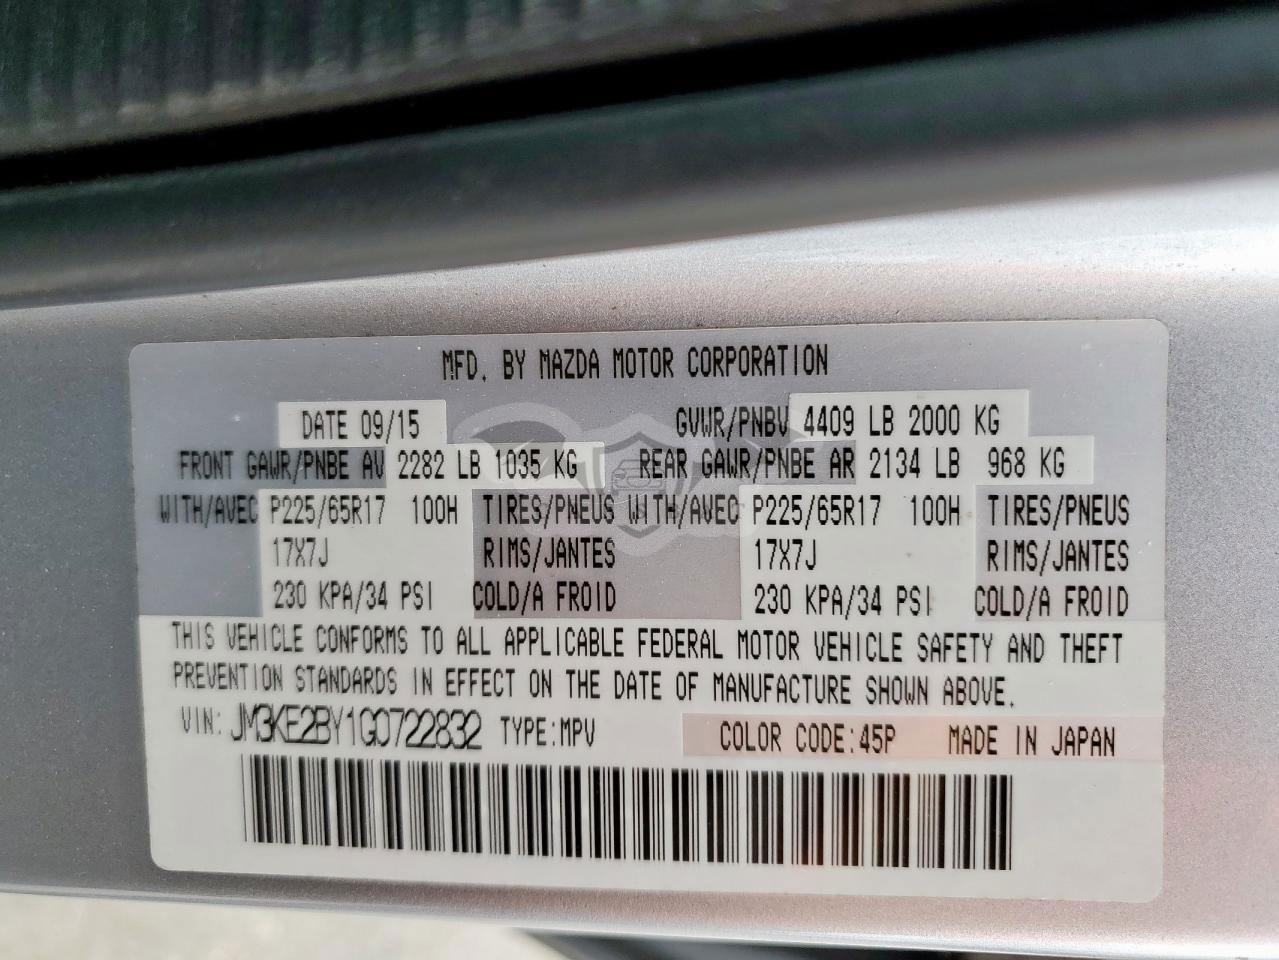 MFD. BY MAZDA MOTOR CORPORATION
DATE 09/15 GVWR/PNBV 4409 LB 2000 KG
FRONT GAWR/PNBE AV 2282 LB 1035 KG REAR GAWR/PNBE AR 2134 LB 968 KG
WITH/AVEC P225/65R17 100H TIRES/PNEUS WITH/AVEC P225/65R17 100H TIRES/PNEUS
17X7J RIMS/JANTES 17X7J RIMS/JANTES
230 KPA/34 PSI COLD/A FROID 230 KPA/34 PSI COLD/A FROID
THIS VEHICLE CONFORMS TO ALL APPLICABLE FEDERAL MOTOR VEHICLE SAFETY AND THEFT
PREVENTION STANDARDS IN EFFECT ON THE DATE OF MANUFACTURE SHOWN ABOVE.
VIN: JM3KE2BY1G0722832 TYPE:MPV COLOR CODE:45P MADE IN JAPAN